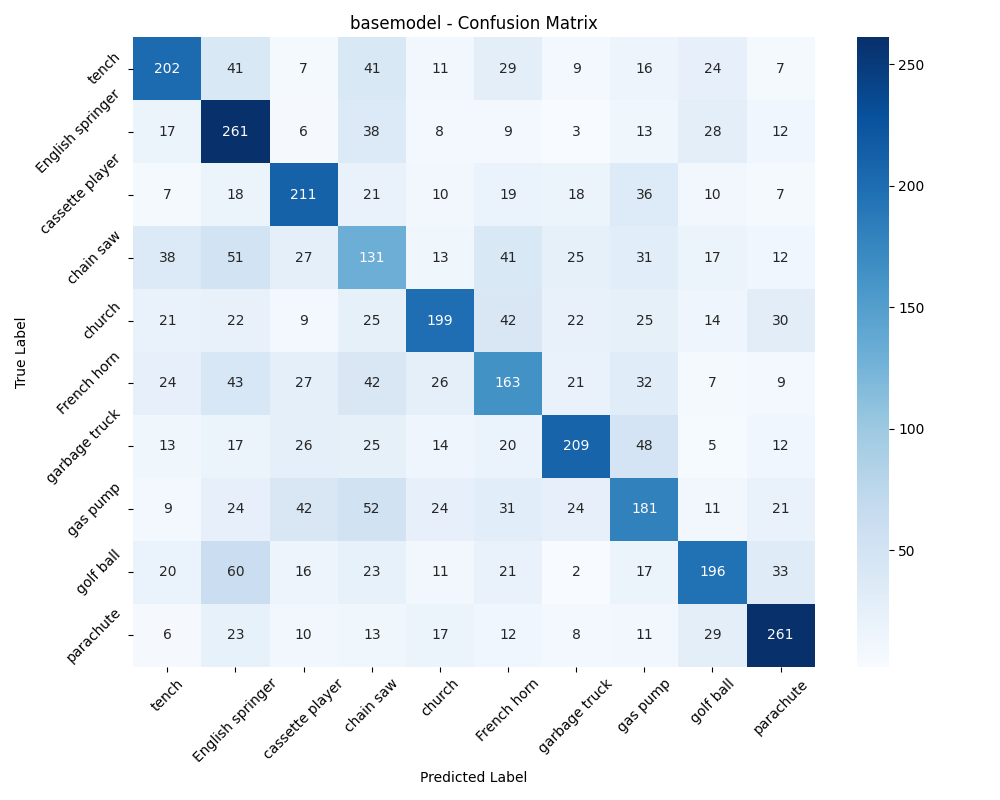 basemodel - Confusion Matrix
tench 202 41 7 41 11 29 9 16 24 7
English springer 17 261 6 38 8 9 3 13 28 12
cassette player 7 18 211 21 10 19 18 36 10 7
chain saw 38 51 27 131 13 41 25 31 17 12
church 21 22 9 25 199 42 22 25 14 30
French horn 24 43 27 42 26 163 21 32 7 9
garbage truck 13 17 26 25 14 20 209 48 5 12
gas pump 9 24 42 52 24 31 24 181 11 21
golf ball 20 60 16 23 11 21 2 17 196 33
parachute 6 23 10 13 17 12 8 11 29 261
tench English springer cassette player chain saw church French horn garbage truck gas pump golf ball parachute
Predicted Label
True Label
250
200
150
100
50